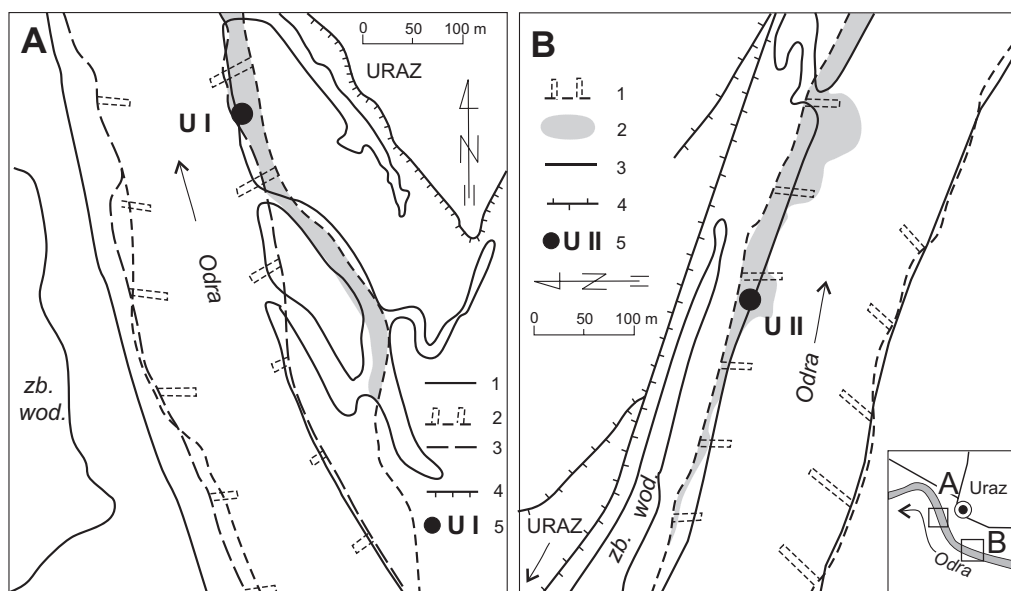 A
0 50 100 m
URAZ
N
U I
Odra
zb.
wod.
1
2
3
4
U I 5
B
1
2
3
4
U II 5
N
0 50 100 m
U II
Odra
zb. wod.
URAZ
A
Uraz
B
Odra